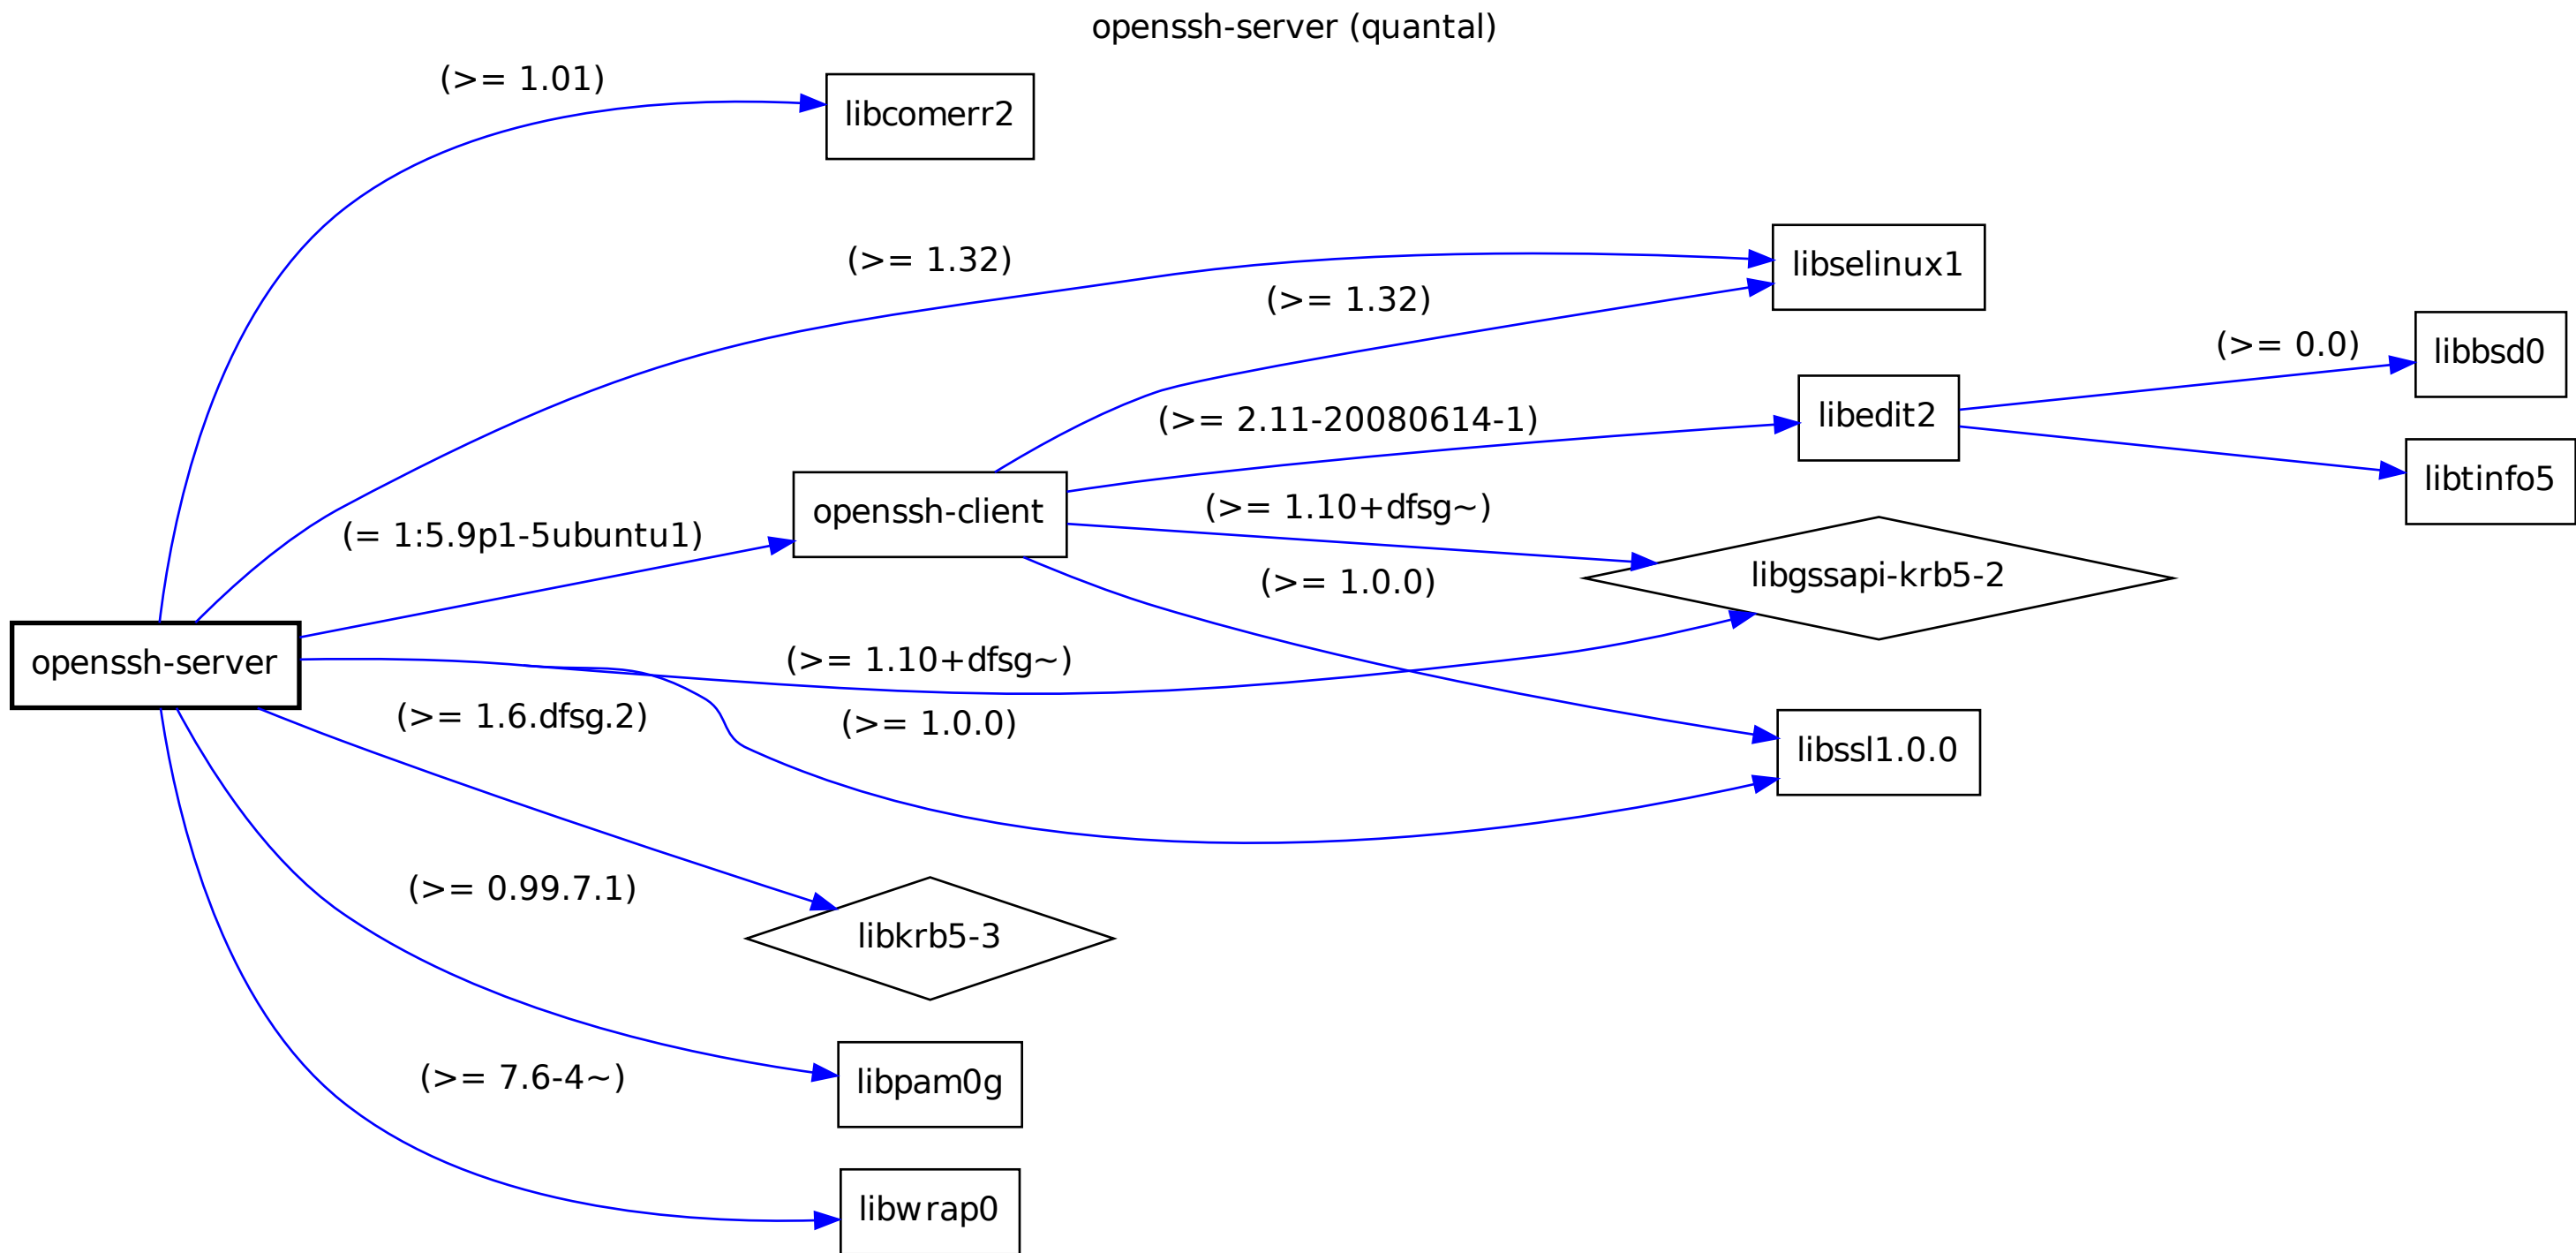 openssh-server (quantal)
(>= 1.01)
libcomerr2
(>= 1.32)
libselinux1
(>= 1.32)
(>= 0.0)
libbsd0
(>= 2.11-20080614-1)
libedit2
libtinfo5
(= 1:5.9p1-5ubuntu1)
openssh-client
(>= 1.10+dfsg~)
libgssapi-krb5-2
(>= 1.0.0)
openssh-server
(>= 1.10+dfsg~)
(>= 1.6.dfsg.2)
(>= 1.0.0)
libssl1.0.0
(>= 0.99.7.1)
libkrb5-3
(>= 7.6-4~)
libpam0g
libwrap0